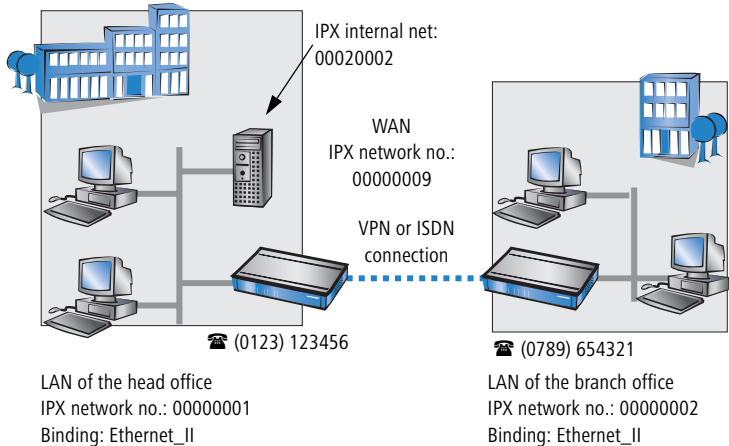 IPX internal net:
00020002
WAN
IPX network no.:
00000009
VPN or ISDN
connection
☎ (0123) 123456
☎ (0789) 654321
LAN of the head office
IPX network no.: 00000001
Binding: Ethernet_II
LAN of the branch office
IPX network no.: 00000002
Binding: Ethernet_II